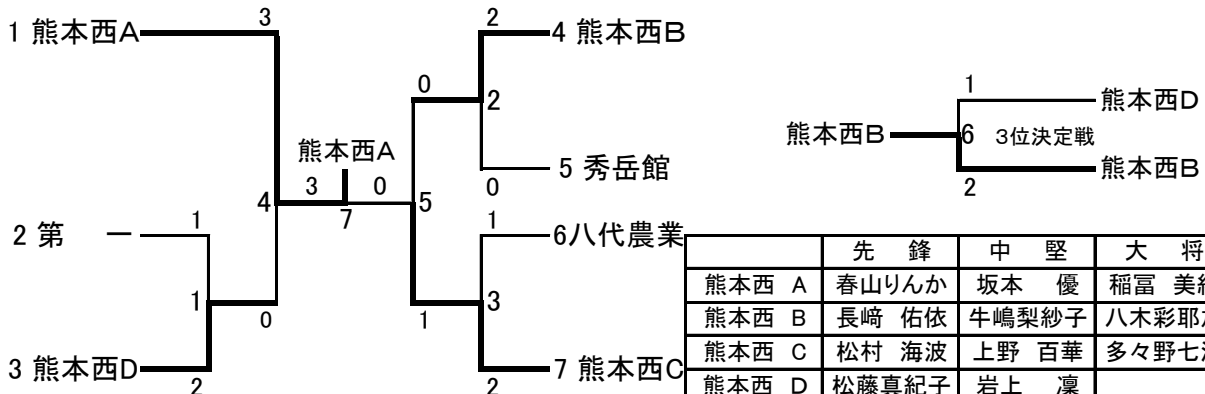 3
2
1 熊本西A
4 熊本西B
0
2
1
熊本西D
熊本西B
6
3位決定戦
熊本西A
5 秀岳館
熊本西B
0
2
3
0
4
5
7
2 第 一
1
1
6八代農業
先 鋒 中 堅 大 将
熊本西 A 春山りんか 坂本 優 稲冨
1
3
0
1
熊本西 B 長﨑 佑依 牛嶋梨紗子
熊本西 C 松村 海波 上野 百華
3 熊本西D
7 熊本西C
2
2
熊本西 D 松藤真紀子 岩上 凜